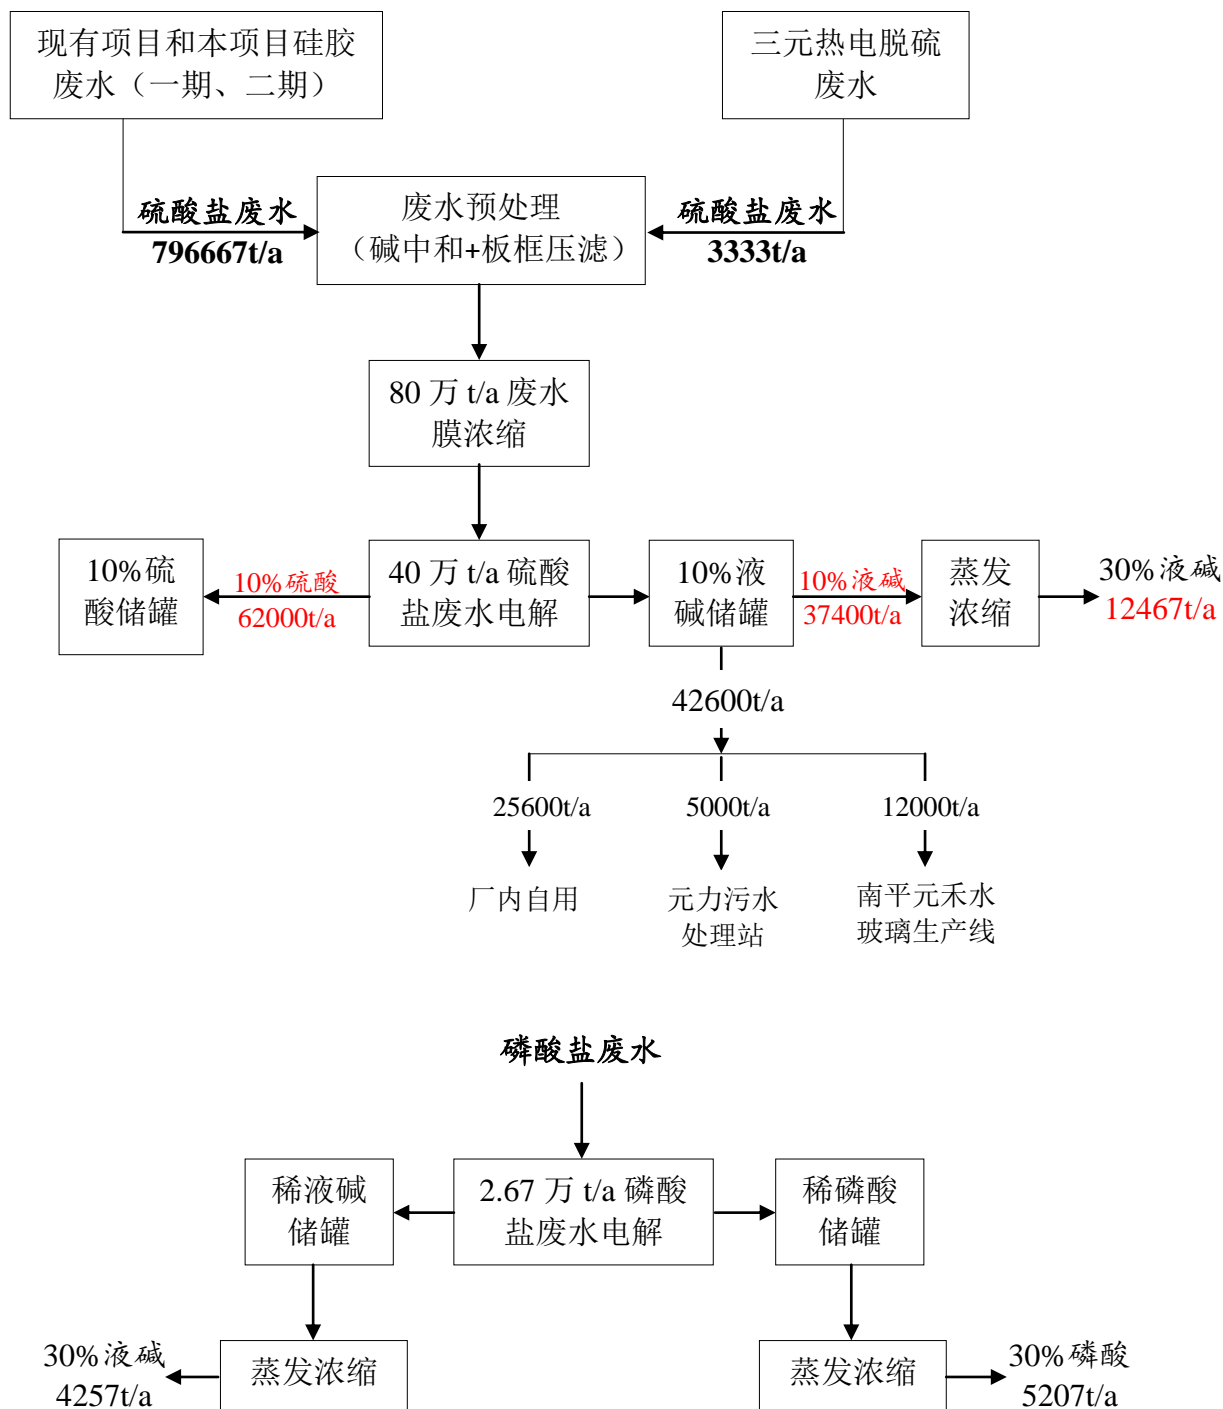 现有项目和本项目硅胶
废水（一期、二期）
三元热电脱硫
废水
硫酸盐废水
796667t/a
废水预处理
（碱中和+板框压滤）
硫酸盐废水
3333t/a
80 万 t/a 废水
膜浓缩
10%硫
酸储罐
10%硫酸
62000t/a
40 万 t/a 硫酸
盐废水电解
10%液
碱储罐
10%液碱
37400t/a
蒸发
浓缩
30%液碱
12467t/a
42600t/a
25600t/a
5000t/a
12000t/a
厂内自用
元力污水
处理站
南平元禾水
玻璃生产线
磷酸盐废水
稀液碱
储罐
2.67 万 t/a 磷酸
盐废水电解
稀磷酸
储罐
30%液碱
4257t/a
蒸发浓缩
蒸发浓缩
30%磷酸
5207t/a